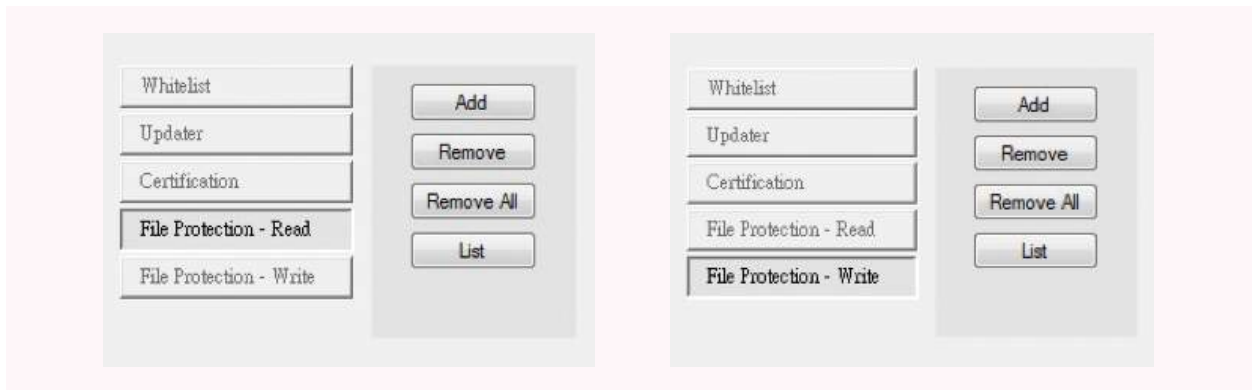 Whitelist
Updater
Certification
File Protection - Read
File Protection - Write
Add
Remove
Remove All
List
Whitelist
Updater
Certification
File Protection - Read
File Protection - Write
Add
Remove
Remove All
List